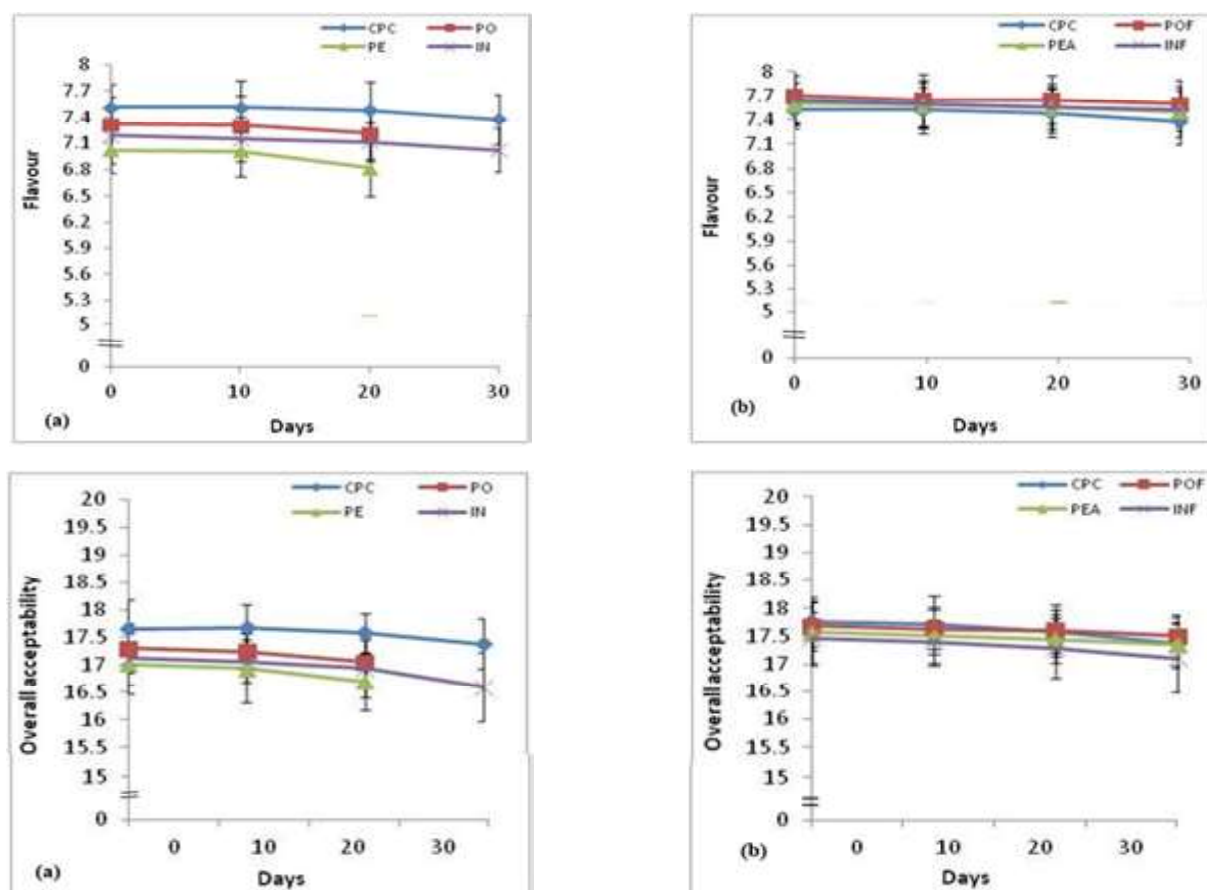 CPC PO
PE IN
8
7.7
7.4
7.1
6.8
6.5
6.2
5.9
5.6
5.3
5
0
Flavour
0 10 20 30
(a)
Days
CPC POF
PEA INF
8
7.7
7.4
7.1
6.8
6.5
6.2
5.9
5.6
5.3
5
0
Flavour
0 10 20 30
(b)
Days
CPC PO
PE IN
20
19.5
19
18.5
18
17.5
17
16.5
16
15.5
15
0
Overall acceptability
0 10 20 30
(a)
Days
CPC POF
PEA INF
20
19.5
19
18.5
18
17.5
17
16.5
16
15.5
15
0
Overall acceptability
0 10 20 30
(b)
Days